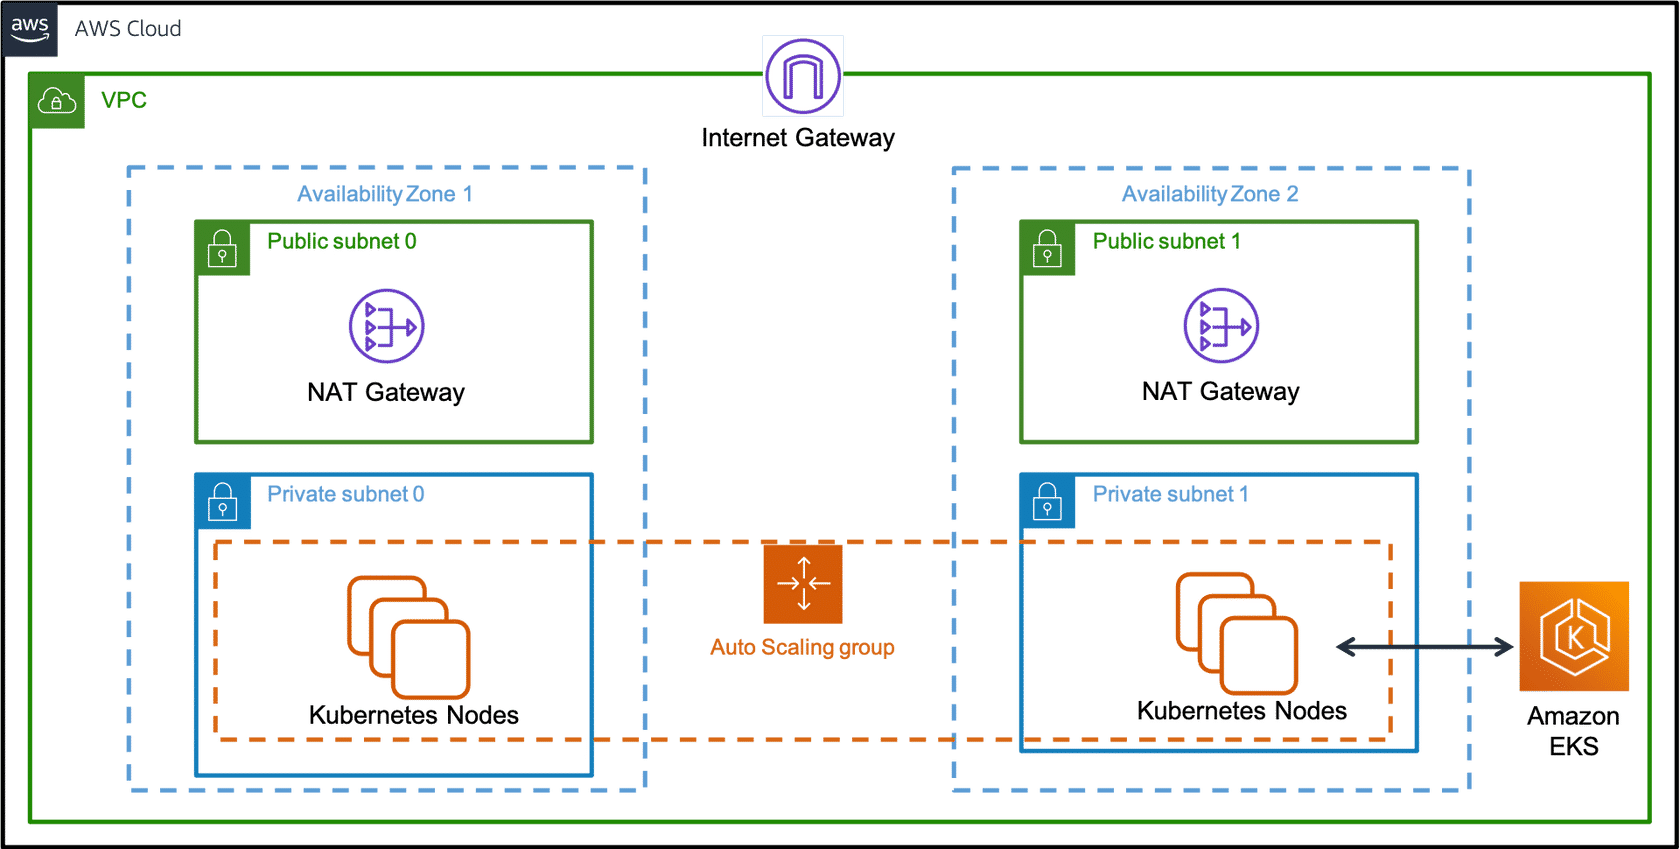 aws
AWS Cloud
VPC
Internet Gateway
Availability Zone 1
Availability Zone 2
Public subnet 0
Public subnet 1
NAT Gateway
NAT Gateway
Private subnet 0
Private subnet 1
Auto Scaling group
K
Kubernetes Nodes
Kubernetes Nodes
Amazon
EKS